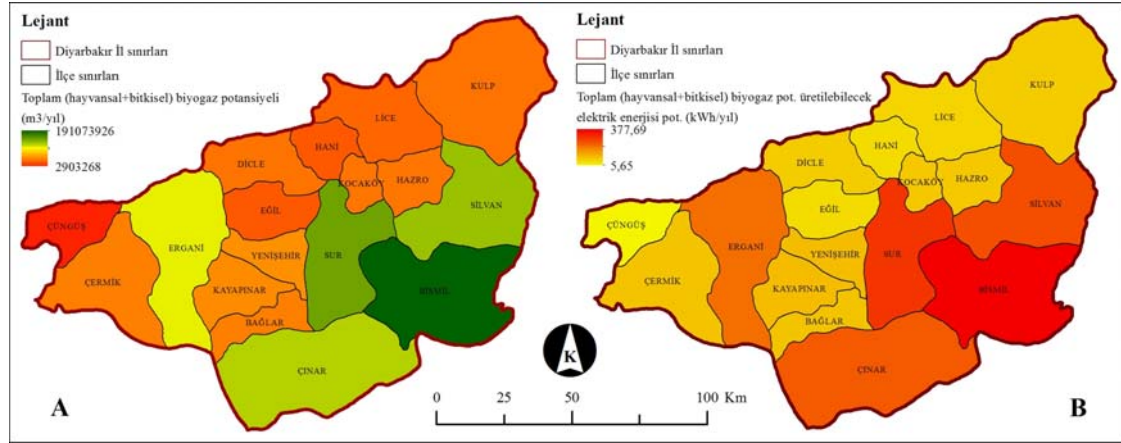 Lejant
Diyarbakır İl sınırları
İlçe sınırları
Toplam (hayvansal+bitkisel) biyogaz potansiyeli
(m3/yıl)
191073926
2903268
KULP
LİCE
HANİ
DİCLE
KOCAKÖY
HAZRO
SİLVAN
EĞİL
ÇÜNGÜŞ
ERGANİ
ÇERMİK
YENİŞEHİR
SUR
KAYAPINAR
BİSMİL
BAĞLAR
ÇINAR
A
K
0 25 50 100 Km
Lejant
Diyarbakır İl sınırları
İlçe sınırları
Toplam (hayvansal+bitkisel) biyogaz pot. üretilebilecek
elektrik enerjisi pot. (kWh/yıl)
377,69
5,65
KULP
LİCE
HANİ
DİCLE
KOCAKÖY
HAZRO
SİLVAN
EĞİL
ÇÜNGÜŞ
ERGANİ
ÇERMİK
YENİŞEHİR
SUR
KAYAPINAR
BİSMİL
BAĞLAR
ÇINAR
B